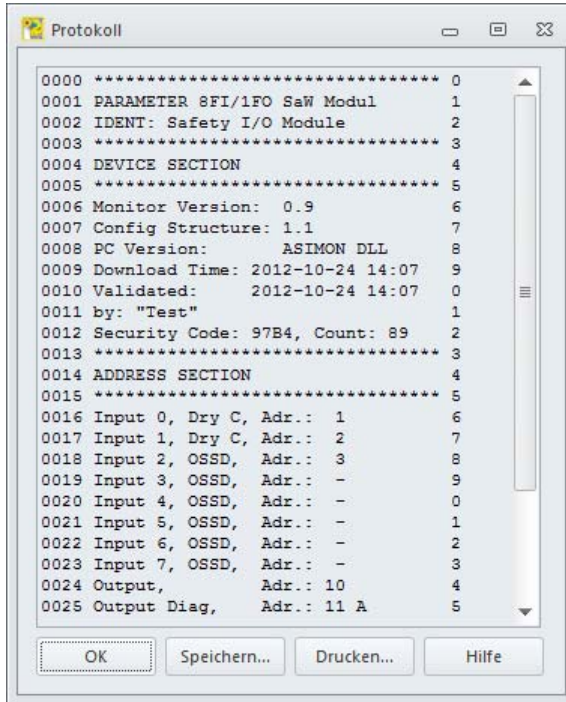 Protokoll
0000 ********************************* 0
0001 PARAMETER 8FI/1FO SaW Modul 1
0002 IDENT: Safety I/O Module 2
0003 ********************************* 3
0004 DEVICE SECTION 4
0005 ********************************* 5
0006 Monitor Version: 0.9 6
0007 Config Structure: 1.1 7
0008 PC Version: ASIMON DLL 8
0009 Download Time: 2012-10-24 14:07 9
0010 Validated: 2012-10-24 14:07 0
0011 by: "Test" 1
0012 Security Code: 97B4, Count: 89 2
0013 ********************************* 3
0014 ADDRESS SECTION 4
0015 ********************************* 5
0016 Input 0, Dry C, Adr.: 1 6
0017 Input 1, Dry C, Adr.: 2 7
0018 Input 2, OSSD, Adr.: 3 8
0019 Input 3, OSSD, Adr.: - 9
0020 Input 4, OSSD, Adr.: - 0
0021 Input 5, OSSD, Adr.: - 1
0022 Input 6, OSSD, Adr.: - 2
0023 Input 7, OSSD, Adr.: - 3
0024 Output, Adr.: 10 4
0025 Output Diag, Adr.: 11 A 5
OK Speichern... Drucken... Hilfe